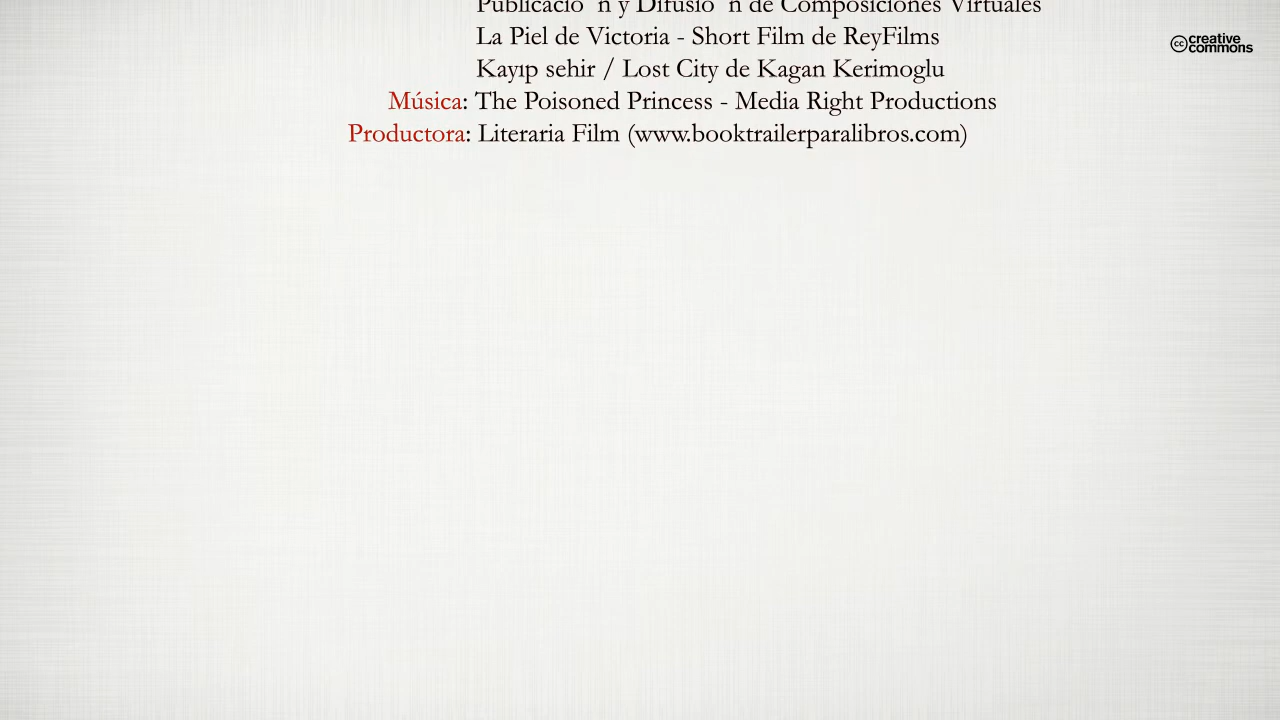 Publicacio´n y Difusio´n de Composiciones Virtuales
La Piel de Victoria - Short Film de ReyFilms
Kayıp sehir / Lost City de Kagan Kerimoglu
Música: The Poisoned Princess - Media Right Productions
Productora: Literaria Film (www.booktrailerparalibros.com)
cc creative
commons